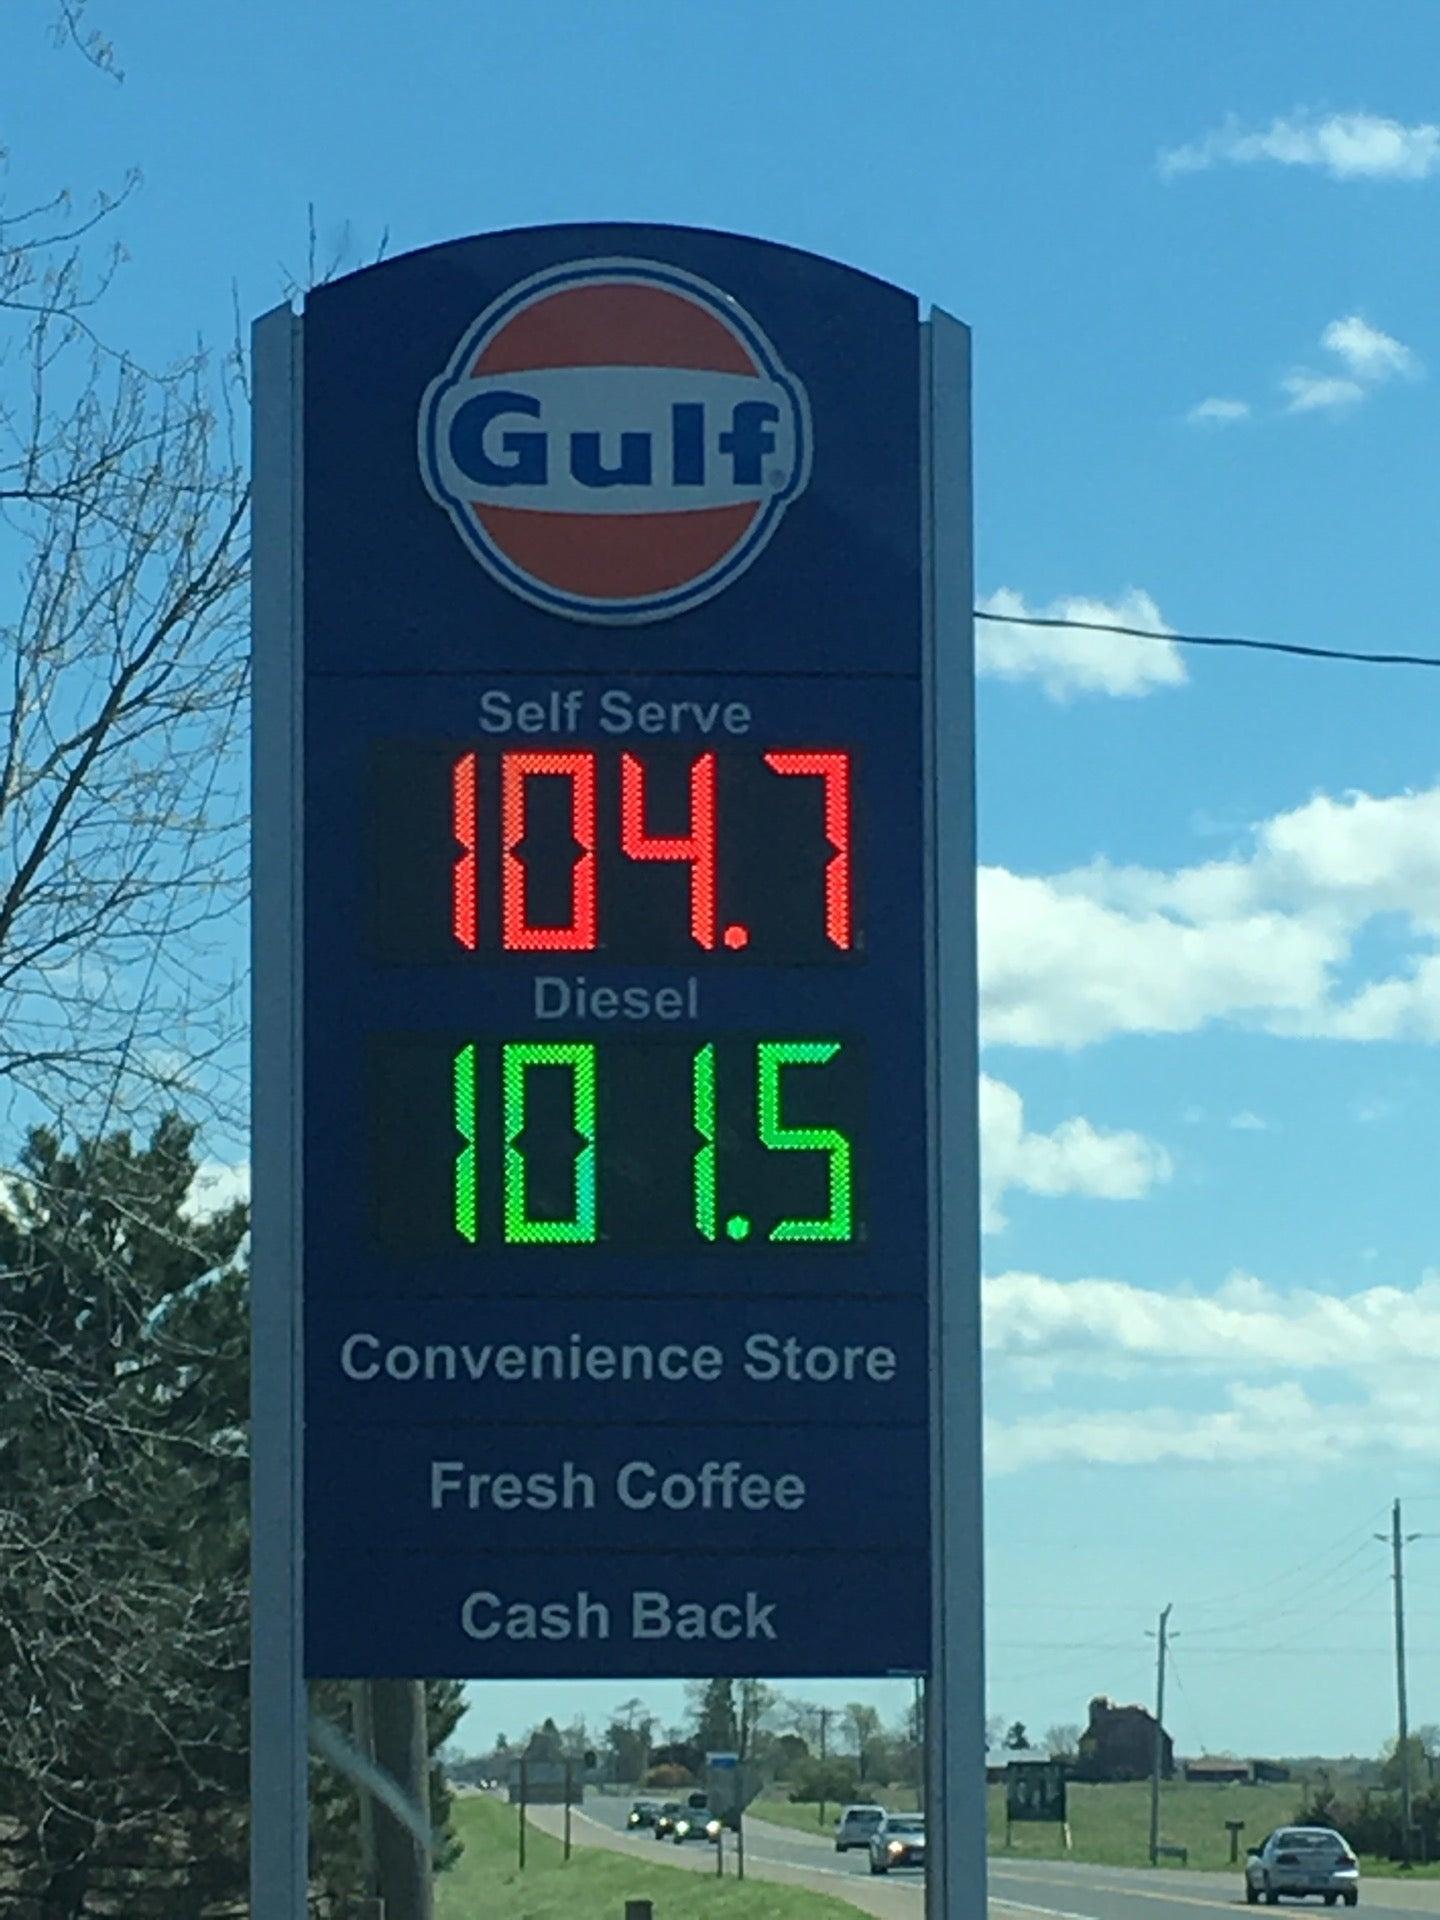 Gulf
Self Serve
104.7
Diesel
101.5
Convenience Store
Fresh Coffee
Cash Back